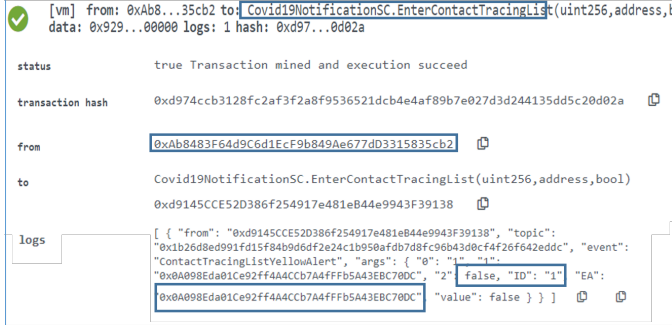 [vm] from: 0xAb8...35cb2 to: Covid19NotificationSC.EnterContactTracingList(uint256,address,b
data: 0x929...00000 logs: 1 hash: 0xd97...0d02a
status true Transaction mined and execution succeed
transaction hash 0xd974ccb3128fc2af3f2a8f9536521dcb4e4af89b7e027d3d244135dd5c20d02a
from 0xAb8483F64d9C6d1EcF9b849Ae677dD3315835cb2
to Covid19NotificationSC.EnterContactTracingList(uint256,address,bool)
0xd9145CCE52D386f254917e481eB44e9943F39138
logs [ { "from": "0xd9145CCE52D386f254917e481eB44e9943F39138", "topic":
"0x1b26d8ed991fd15f84b9d6df2e24c1b950afdb7d8fc96b43d0cf4f26f642eddc", "event":
"ContactTracingListYellowAlert", "args": { "0": "1", "1":
"0x0A098Eda01Ce92ff4A4CCb7A4fFFb5A43EBC70DC", "2": false, "ID": "1", "EA":
"0x0A098Eda01Ce92ff4A4CCb7A4fFFb5A43EBC70DC", "value": false } } ]